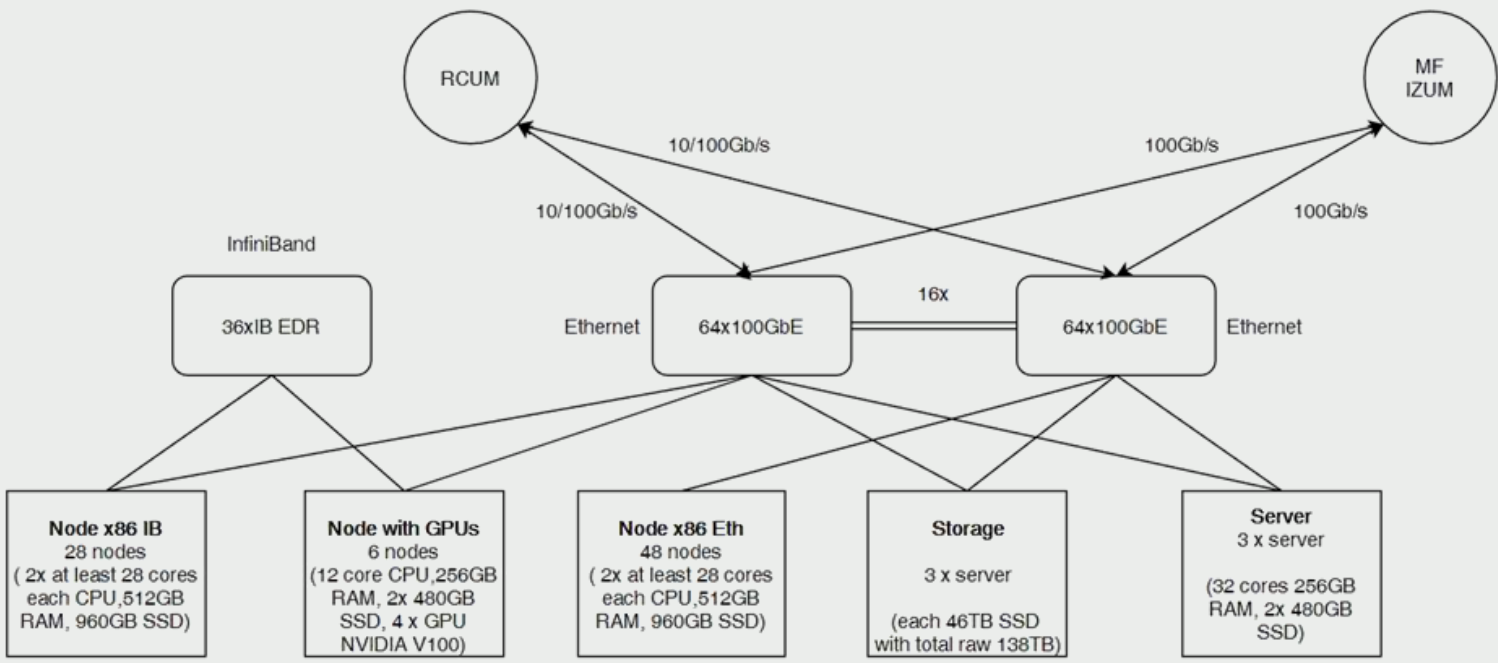 RCUM
MF
IZUM
10/100Gb/s
100Gb/s
10/100Gb/s
100Gb/s
InfiniBand
16x
36xIB EDR
Ethernet
64x100GbE
64x100GbE
Ethernet
Node x86 IB
28 nodes
( 2x at least 28 cores
each CPU,512GB
RAM, 960GB SSD)
Node with GPUs
6 nodes
(12 core CPU,256GB
RAM, 2x 480GB
SSD, 4 x GPU
NVIDIA V100)
Node x86 Eth
48 nodes
( 2x at least 28 cores
each CPU,512GB
RAM, 960GB SSD)
Storage
3 x server
(each 46TB SSD
with total raw 138TB)
Server
3 x server
(32 cores 256GB
RAM, 2x 480GB
SSD)